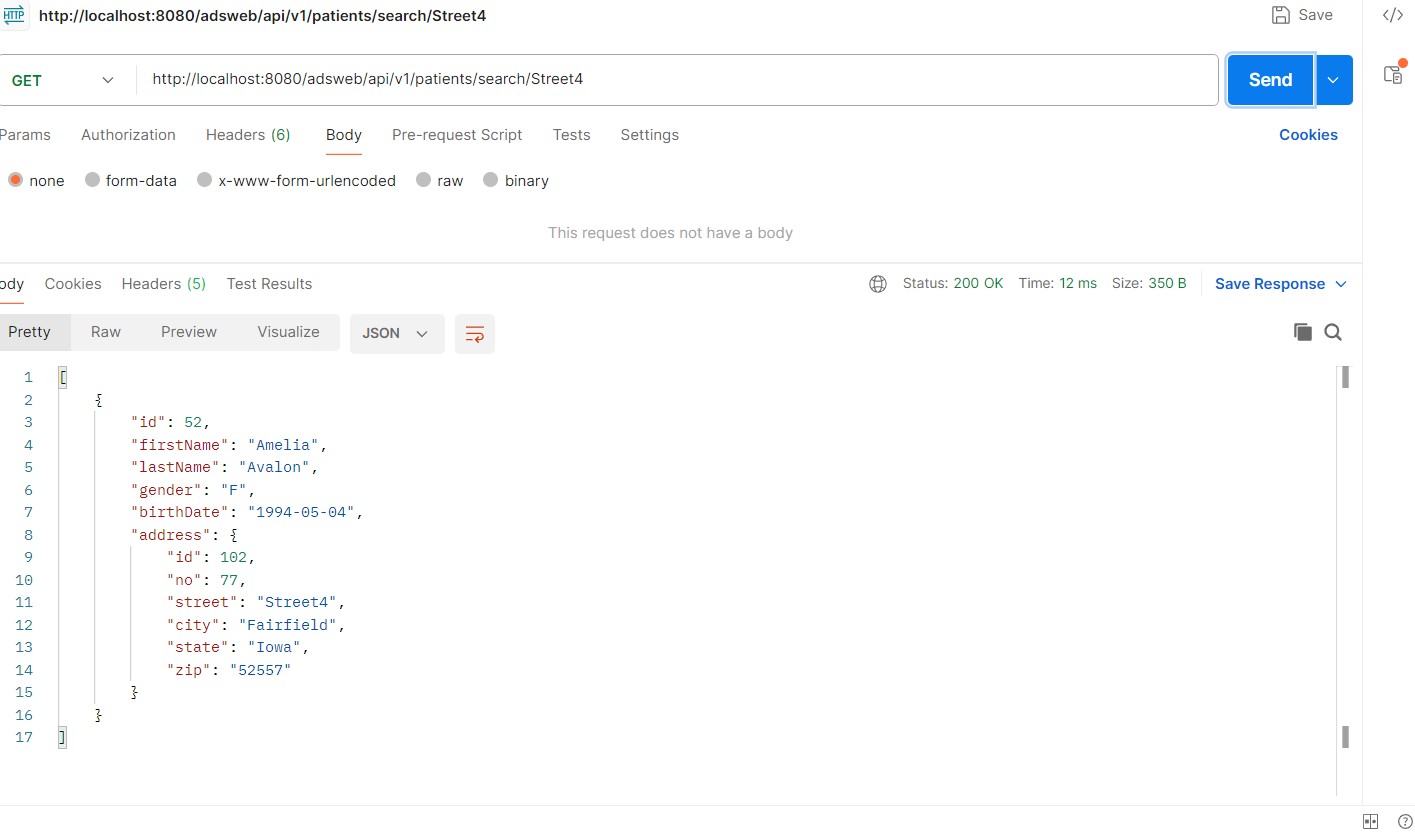 HTTP http://localhost:8080/adsweb/api/v1/patients/search/Street4 Save </>
GET http://localhost:8080/adsweb/api/v1/patients/search/Street4 Send
Params Authorization Headers (6) Body Pre-request Script Tests Settings Cookies
none form-data x-www-form-urlencoded raw binary
This request does not have a body
ody Cookies Headers (5) Test Results Status: 200 OK Time: 12 ms Size: 350 B Save Response
Pretty Raw Preview Visualize JSON
1 [
2 {
3 "id": 52,
4 "firstName": "Amelia",
5 "lastName": "Avalon",
6 "gender": "F",
7 "birthDate": "1994-05-04",
8 "address": {
9 "id": 102,
10 "no": 77,
11 "street": "Street4",
12 "city": "Fairfield",
13 "state": "Iowa",
14 "zip": "52557"
15 }
16 }
17 ]